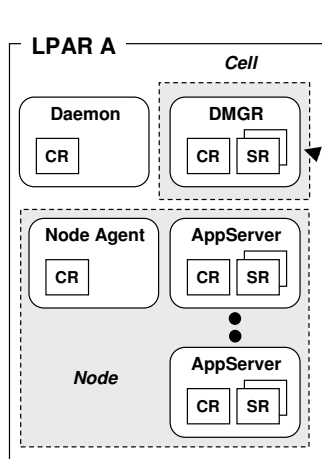 LPAR A
Cell
Daemon
CR
DMGR
CR SR
Node Agent
CR
AppServer
CR SR
Node
AppServer
CR SR